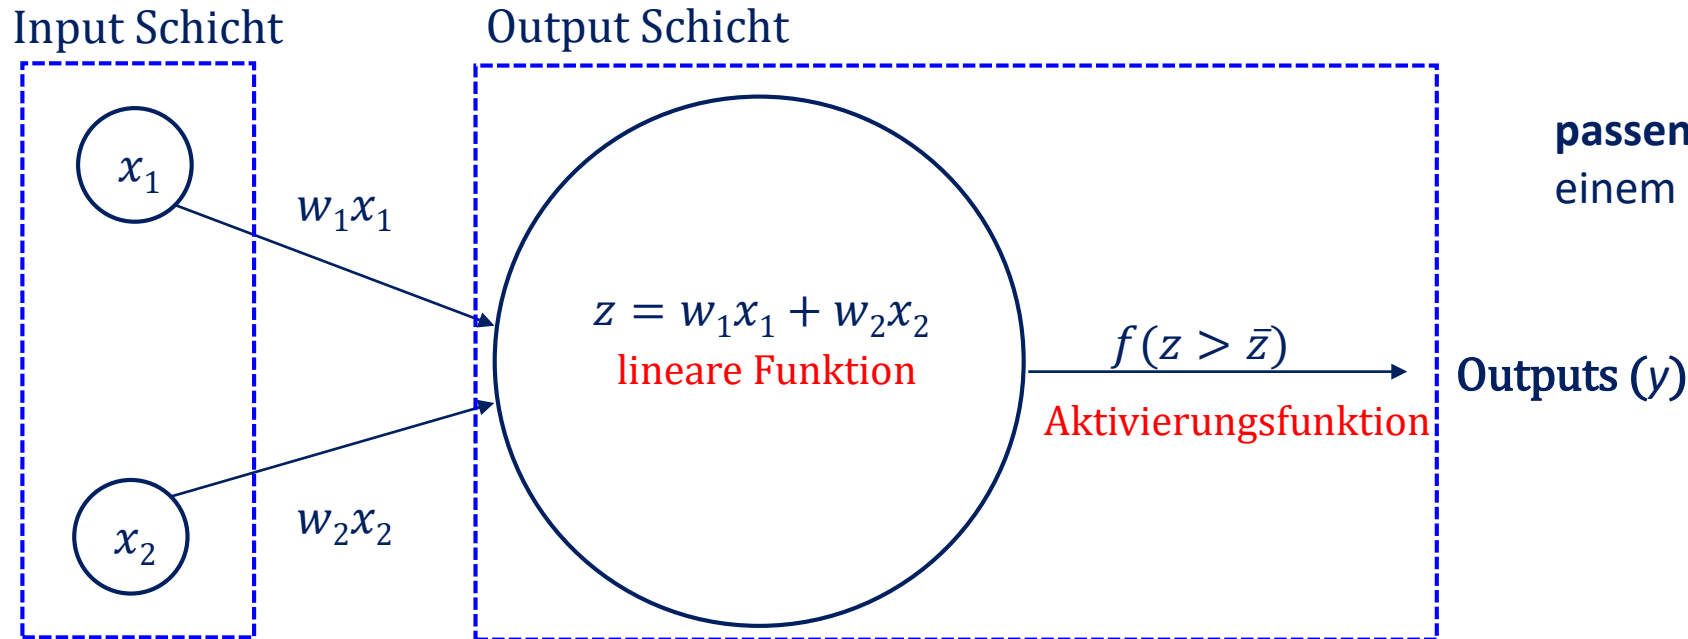 Input Schicht
Output Schicht
passen
einem
x₁
w₁x₁
z = w₁x₁ + w₂x₂
lineare Funktion
f(z > z̄)
Aktivierungsfunktion
Outputs (y)
w₂x₂
x₂